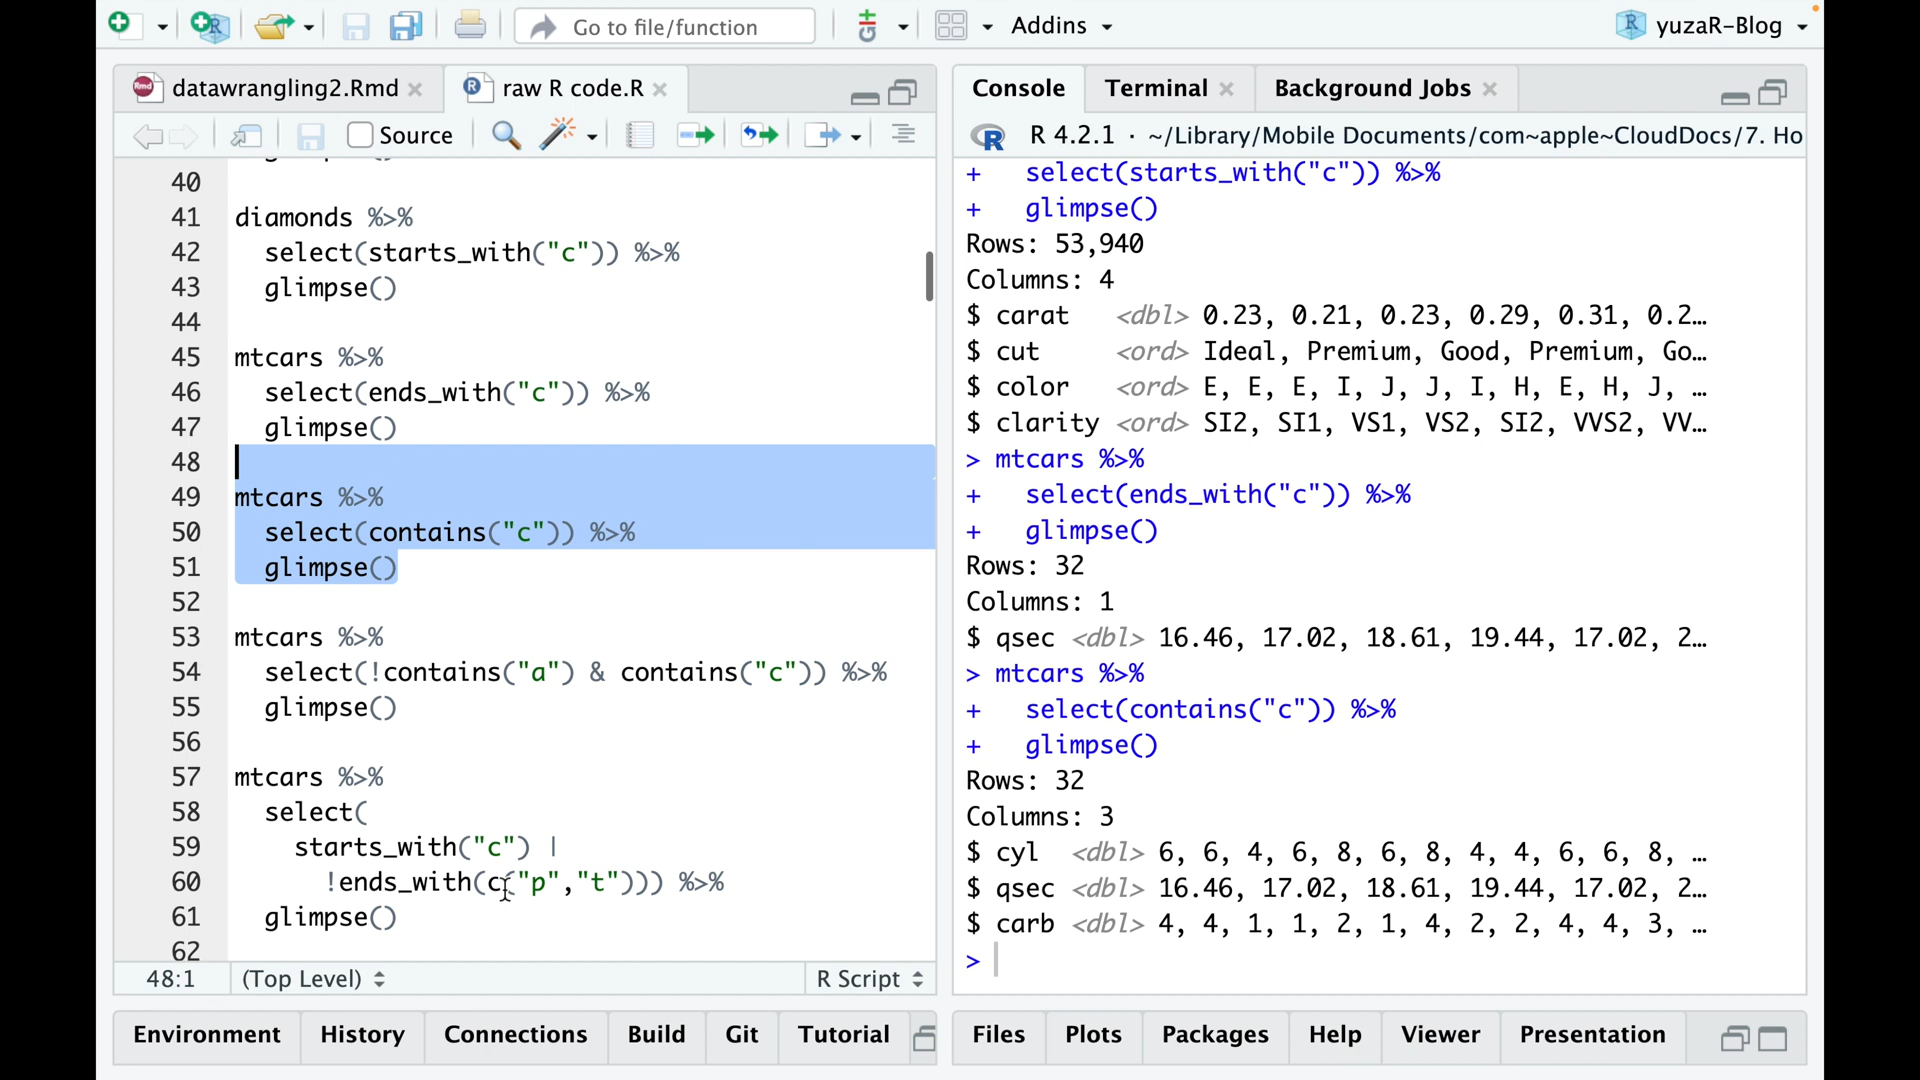 Go to file/function
Addins
yuzaR-Blog
datawrangling2.Rmd
raw R code.R
Source
40
41 diamonds %>%
42 select(starts_with("c")) %>%
43 glimpse()
44
45 mtcars %>%
46 select(ends_with("c")) %>%
47 glimpse()
48
49 mtcars %>%
50 select(contains("c")) %>%
51 glimpse()
52
53 mtcars %>%
54 select(!contains("a") & contains("c")) %>%
55 glimpse()
56
57 mtcars %>%
58 select(
59 starts_with("c") |
60 !ends_with(c("p","t"))) %>%
61 glimpse()
62
48:1 (Top Level) R Script
Environment History Connections Build Git Tutorial
Console Terminal Background Jobs
R 4.2.1 · ~/Library/Mobile Documents/com~apple~CloudDocs/7. Ho
+ select(starts_with("c")) %>%
+ glimpse()
Rows: 53,940
Columns: 4
$ carat <dbl> 0.23, 0.21, 0.23, 0.29, 0.31, 0.2…
$ cut <ord> Ideal, Premium, Good, Premium, Go…
$ color <ord> E, E, E, I, J, J, I, H, E, H, J, …
$ clarity <ord> SI2, SI1, VS1, VS2, SI2, VVS2, VV…
> mtcars %>%
+ select(ends_with("c")) %>%
+ glimpse()
Rows: 32
Columns: 1
$ qsec <dbl> 16.46, 17.02, 18.61, 19.44, 17.02, 2…
> mtcars %>%
+ select(contains("c")) %>%
+ glimpse()
Rows: 32
Columns: 3
$ cyl <dbl> 6, 6, 4, 6, 8, 6, 8, 4, 4, 6, 6, 8, …
$ qsec <dbl> 16.46, 17.02, 18.61, 19.44, 17.02, 2…
$ carb <dbl> 4, 4, 1, 1, 2, 1, 4, 2, 2, 4, 4, 3, …
>
Files Plots Packages Help Viewer Presentation